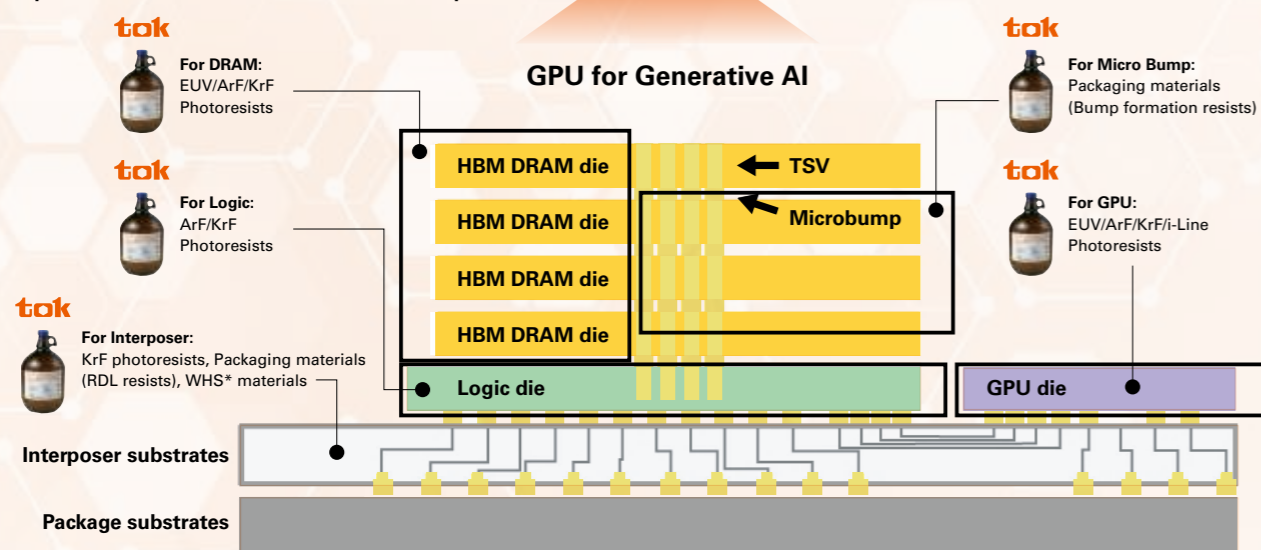 tok
For DRAM:
EUV/ArF/KrF
Photoresists
tok
For Logic:
ArF/KrF
Photoresists
tok
For Interposer:
KrF photoresists, Packaging materials
(RDL resists), WHS* materials
GPU for Generative AI
HBM DRAM die
TSV
HBM DRAM die
Microbump
HBM DRAM die
HBM DRAM die
Logic die
GPU die
tok
For Micro Bump:
Packaging materials
(Bump formation resists)
tok
For GPU:
EUV/ArF/KrF/i-Line
Photoresists
Interposer substrates
Package substrates